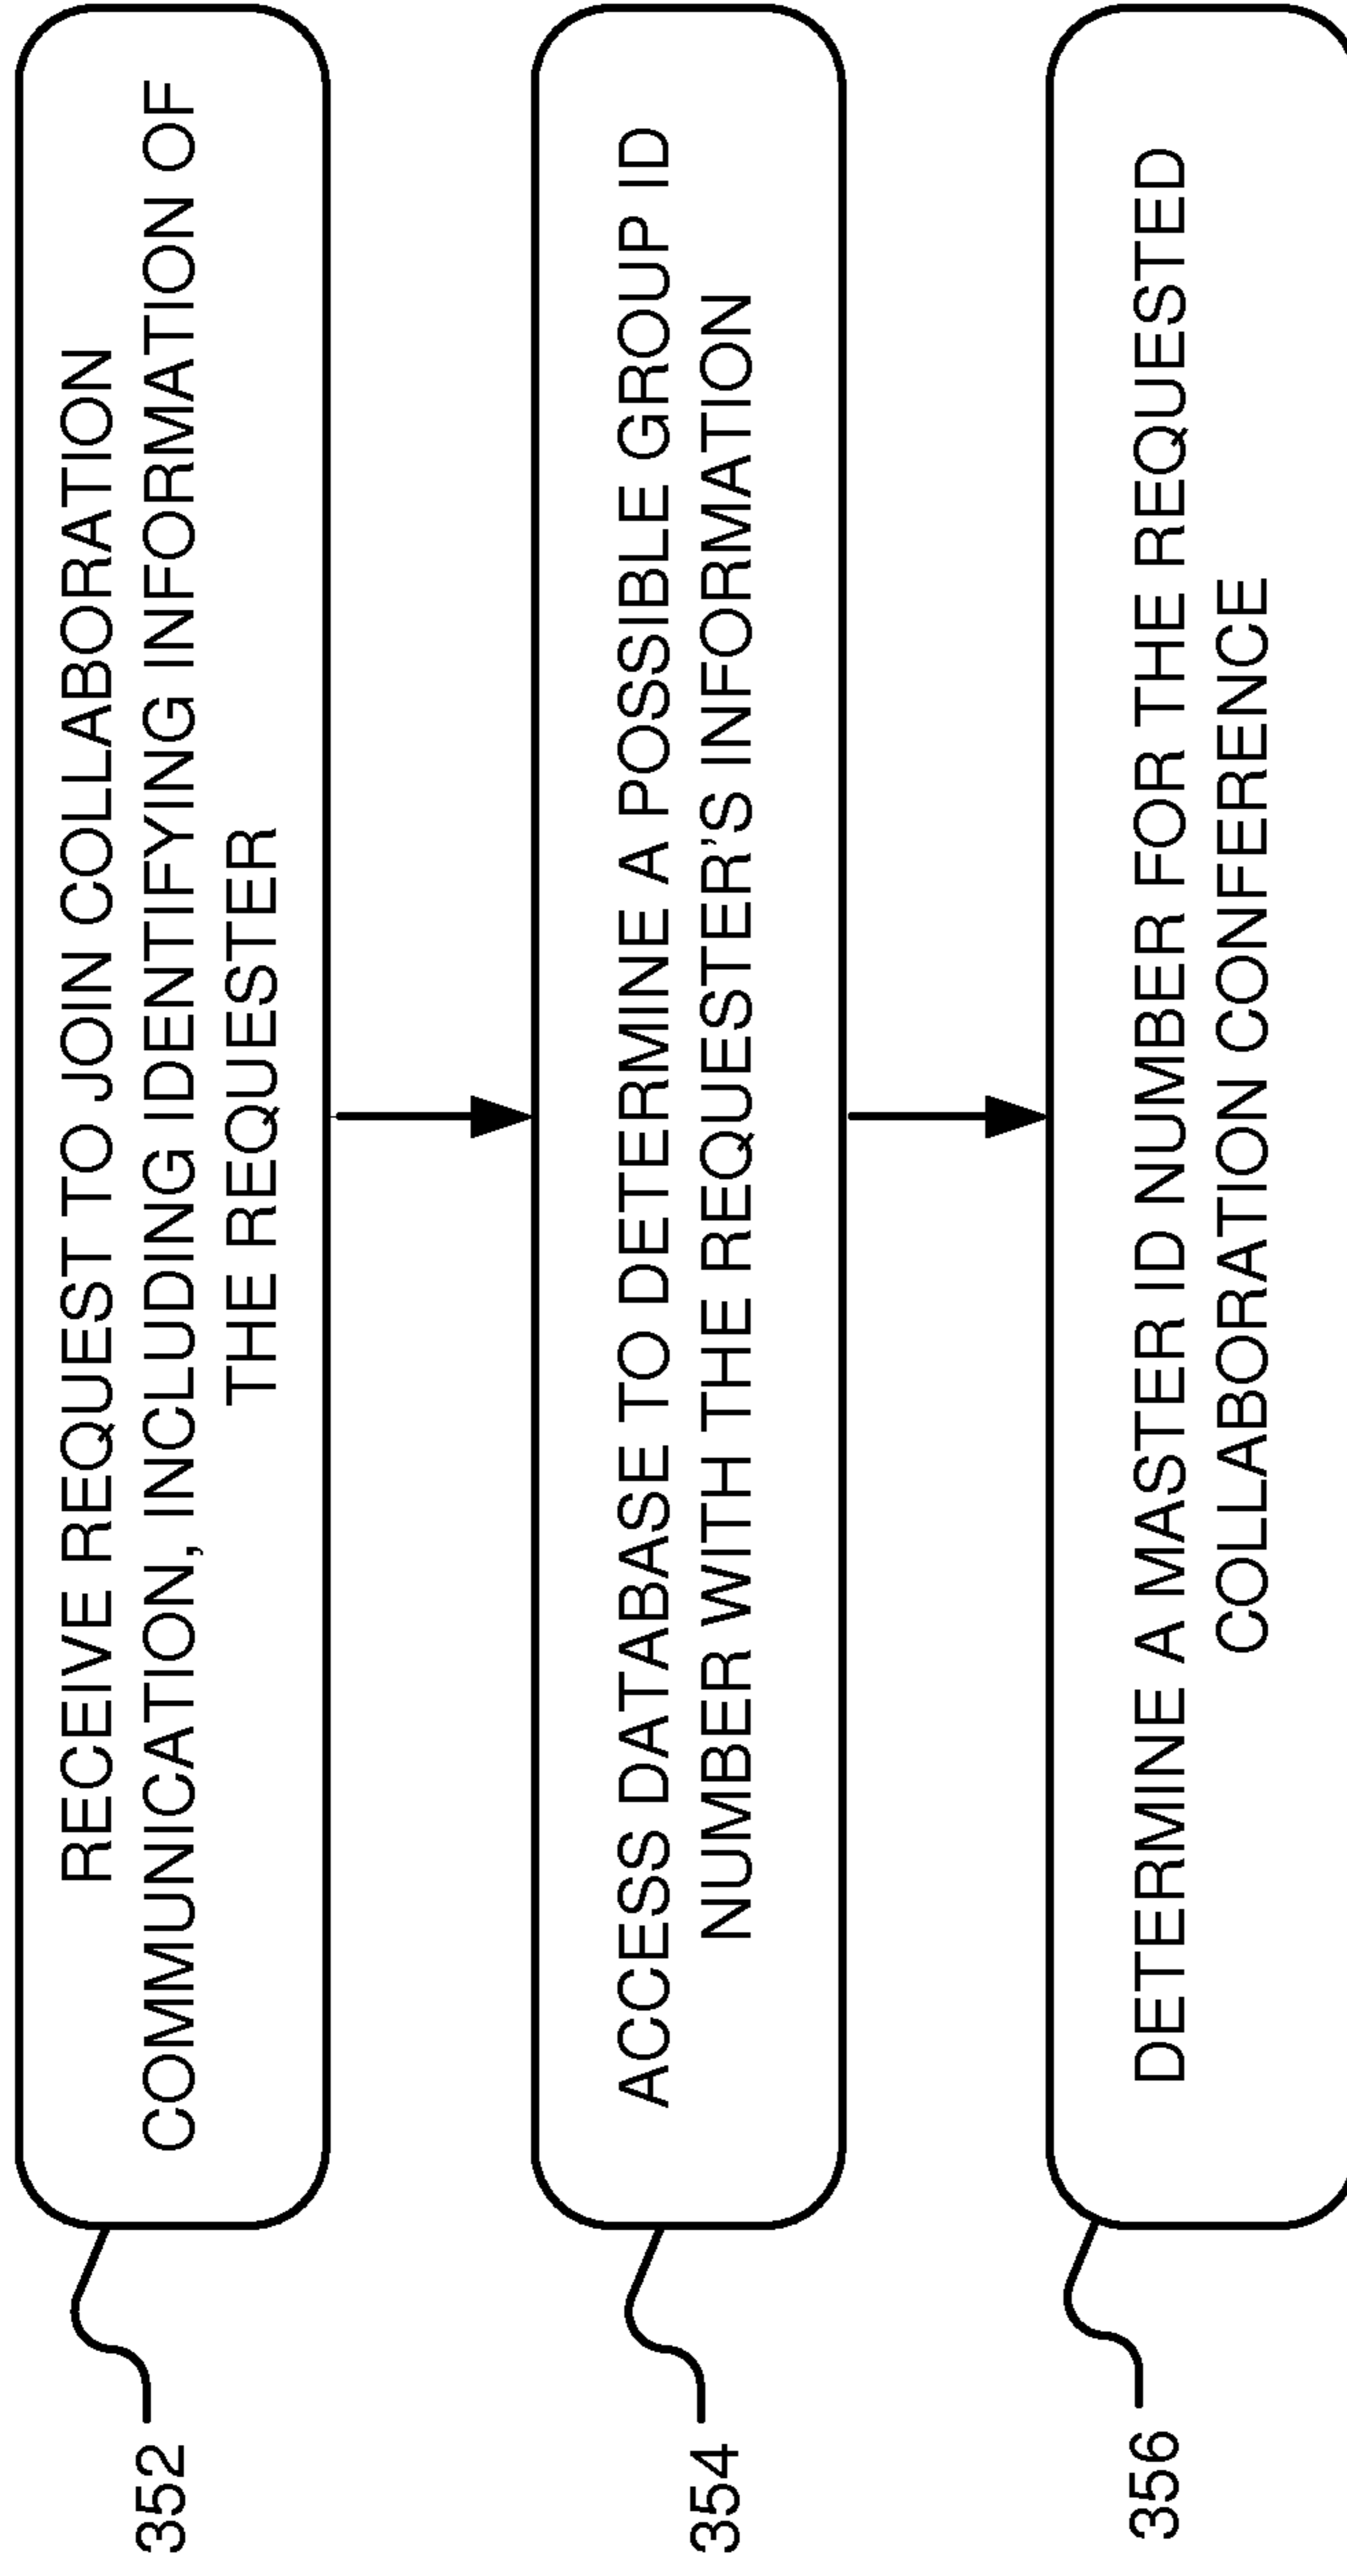 RECEIVE REQUEST TO JOIN COLLABORATION
COMMUNICATION, INCLUDING IDENTIFYING INFORMATION OF
THE REQUESTER
352
ACCESS DATABASE TO DETERMINE A POSSIBLE GROUP ID
NUMBER WITH THE REQUESTER'S INFORMATION
354
DETERMINE A MASTER ID NUMBER FOR THE REQUESTED
COLLABORATION CONFERENCE
356